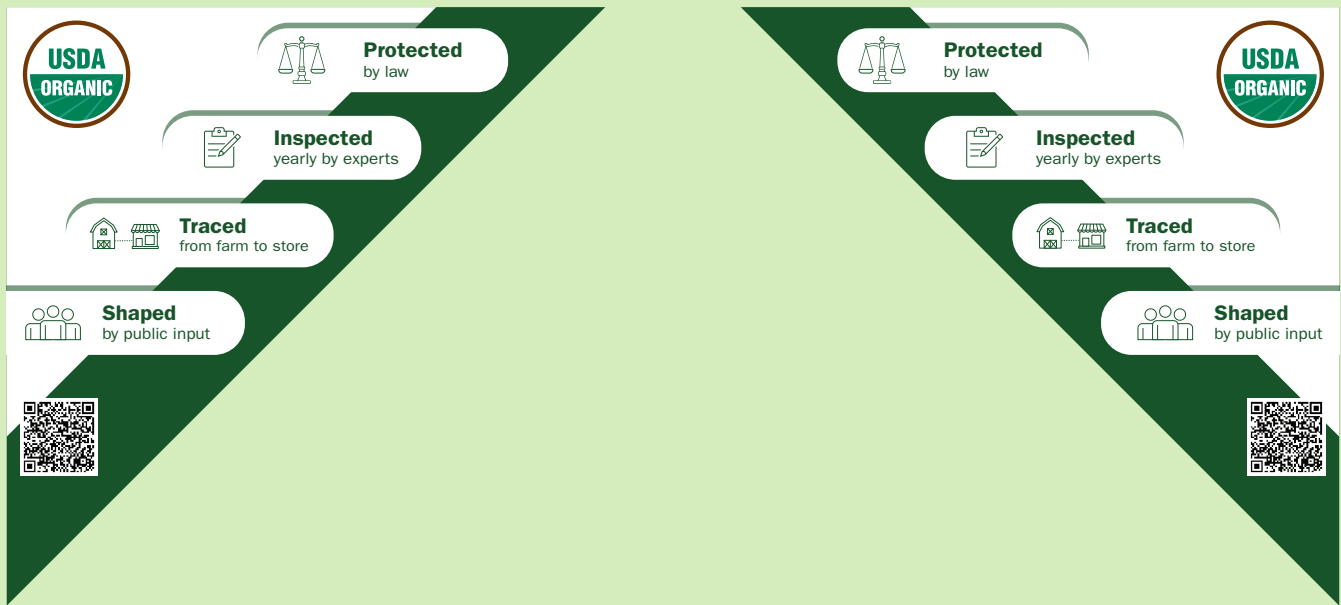 USDA
ORGANIC
Protected
by law
Inspected
yearly by experts
Traced
from farm to store
Shaped
by public input
Protected
by law
USDA
ORGANIC
Inspected
yearly by experts
Traced
from farm to store
Shaped
by public input